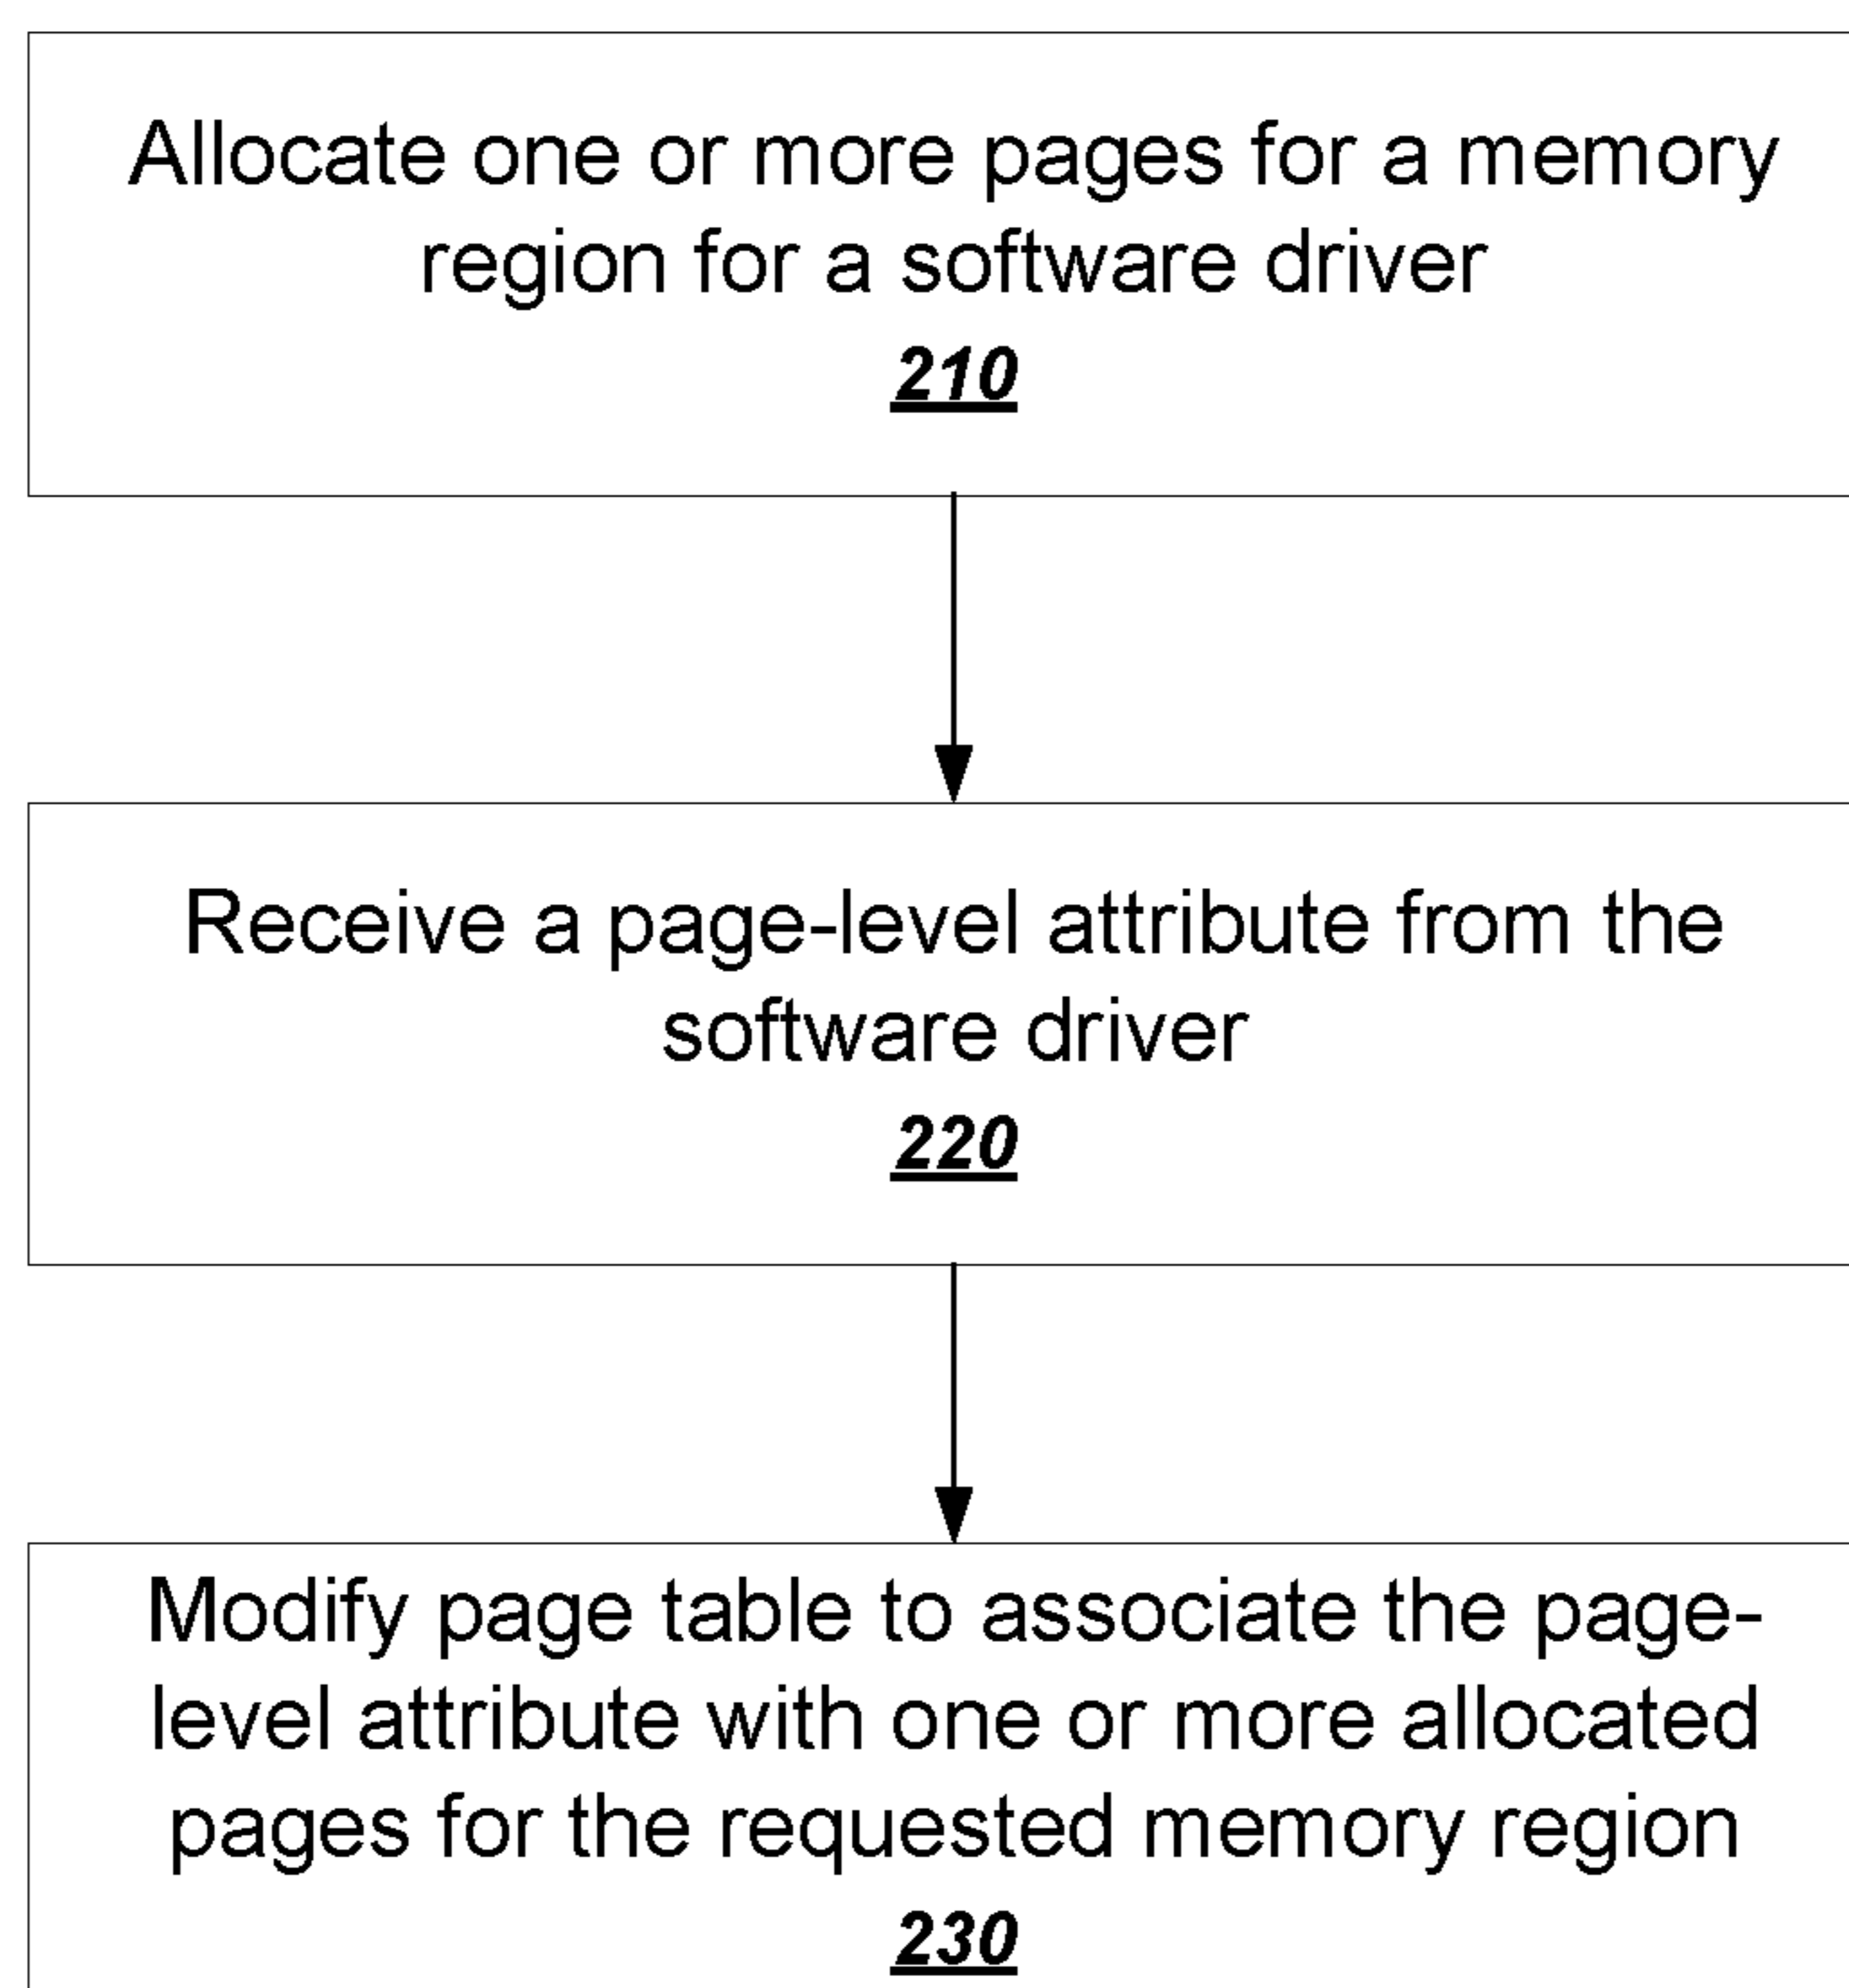 Allocate one or more pages for a memory
region for a software driver
210
Receive a page-level attribute from the
software driver
220
Modify page table to associate the page-
level attribute with one or more allocated
pages for the requested memory region
230